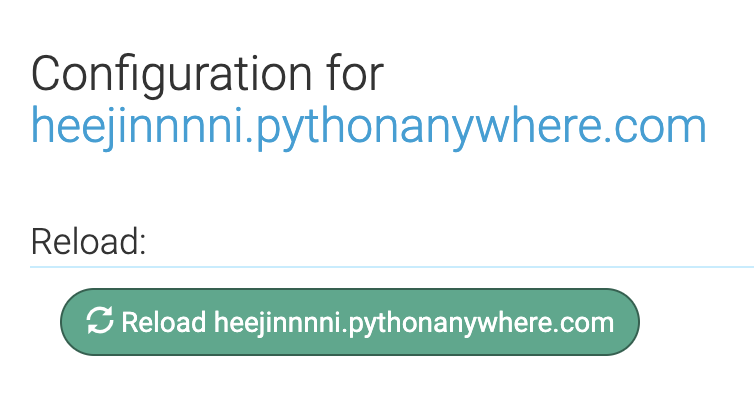 Configuration for
heejinnnni.pythonanywhere.com
Reload:
Reload heejinnnni.pythonanywhere.com